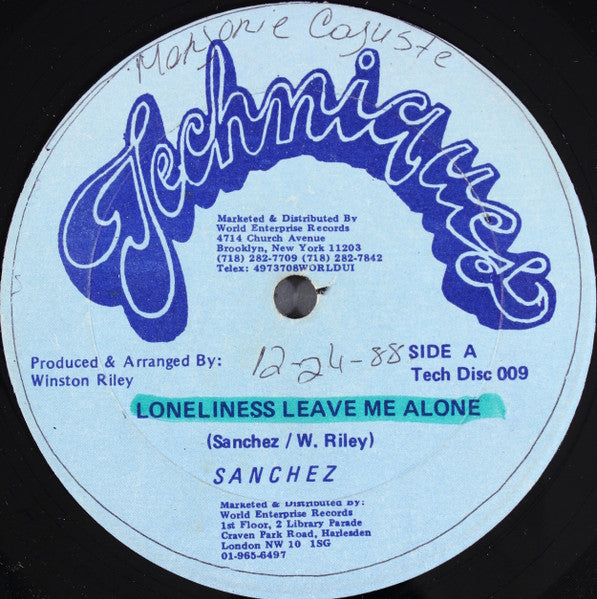 Marjorie Cajuste
Techniques
Marketed & Distributed By
World Enterprise Records
4714 Church Avenue
Brooklyn, New York 11203
(718) 282-7709 (718) 282-7842
Telex: 4973708WORLDUI
Produced & Arranged By:
Winston Riley
12-24-88
SIDE A
Tech Disc 009
LONELINESS LEAVE ME ALONE
(Sanchez / W. Riley)
SANCHEZ
Marketed & Distributed By:
World Enterprise Records
1st Floor, 2 Library Parade
Craven Park Road, Harlesden
London NW 10 1SG
01-965-6497